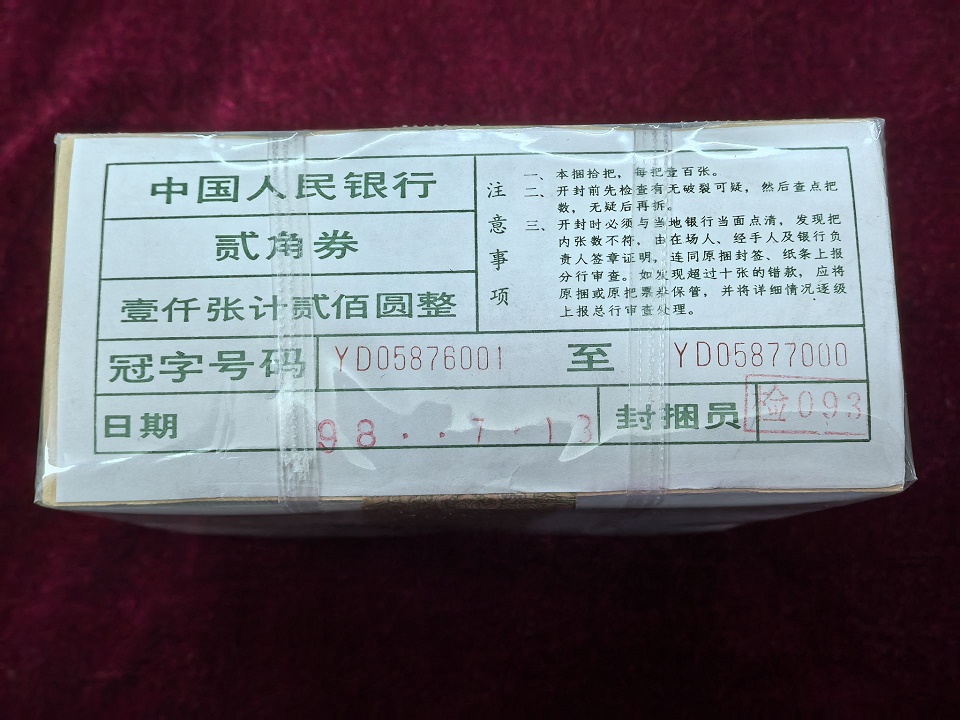 中国人民银行
贰角券
壹仟张计贰佰圆整
注意事项
一、本捆拾把,每把壹百张。
二、开封前先检查有无破裂可疑,然后查点把
数,无疑后再拆。
三、开封时必须与当地银行当面点清,发现把
内张数不符,由在场人、经手人及银行负
责人签章证明,连同原捆封签、纸条上报
分行审查。如发现超过十张的错款,应将
原捆或原把票券保管,并将详细情况逐级
上报总行审查处理。
冠字号码 YD05876001 至 YD05877000
日期 98..7.13 封捆员 检093